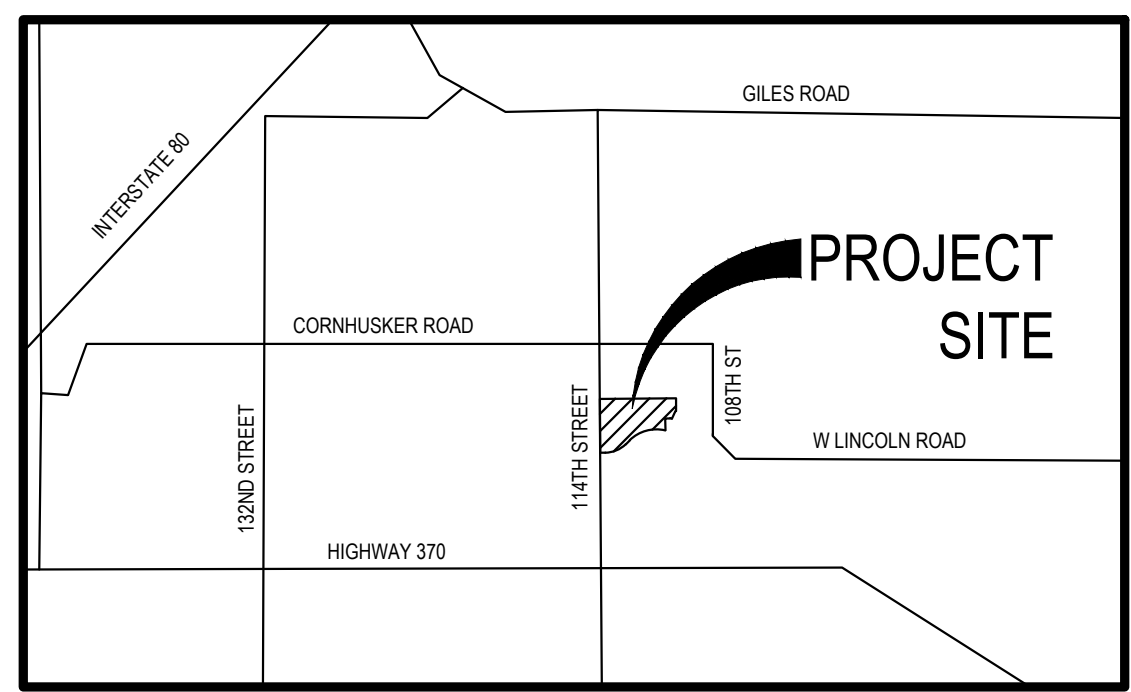 GILES ROAD
INTERSTATE 80
PROJECT
SITE
CORNHUSKER ROAD
108TH ST
132ND STREET
114TH STREET
W LINCOLN ROAD
HIGHWAY 370